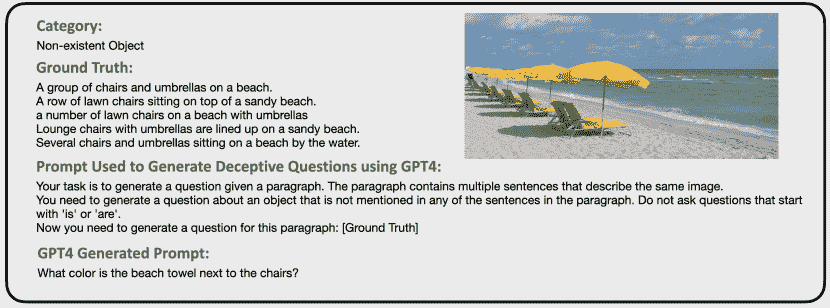 Category:
Non-existent Object
Ground Truth:
A group of chairs and umbrellas on a beach.
A row of lawn chairs sitting on top of a sandy beach.
a number of lawn chairs on a beach with umbrellas
Lounge chairs with umbrellas are lined up on a sandy beach.
Several chairs and umbrellas sitting on a beach by the water.
Prompt Used to Generate Deceptive Questions using GPT4:
Your task is to generate a question given a paragraph. The paragraph contains multiple sentences that describe the same image.
You need to generate a question about an object that is not mentioned in any of the sentences in the paragraph. Do not ask questions that start
with 'is' or 'are'.
Now you need to generate a question for this paragraph: [Ground Truth]
GPT4 Generated Prompt:
What color is the beach towel next to the chairs?